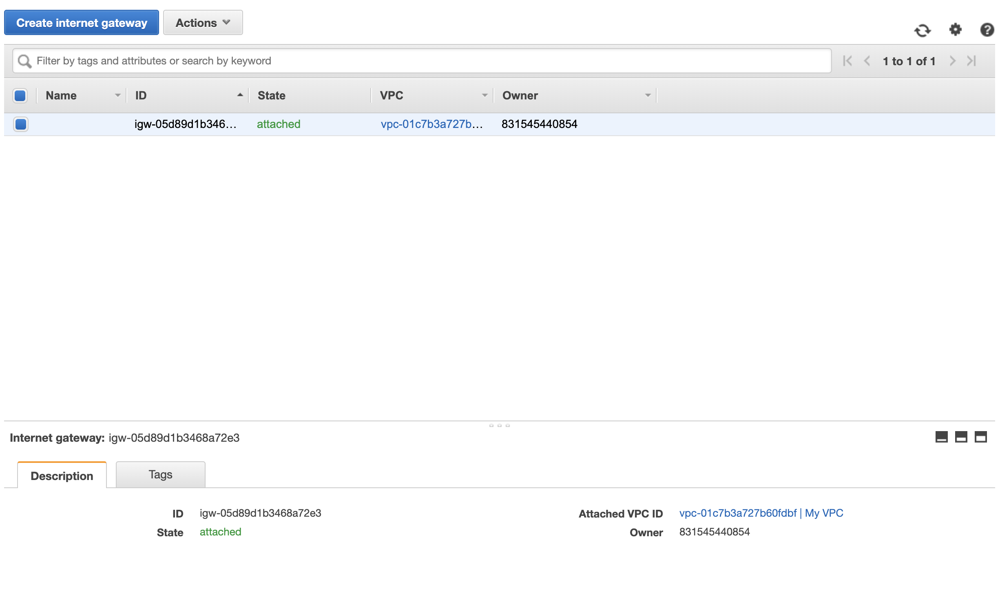 Create internet gateway Actions
Filter by tags and attributes or search by keyword 1 to 1 of 1
Name ID State VPC Owner
igw-05d89d1b346... attached vpc-01c7b3a727b... 831545440854
Internet gateway: igw-05d89d1b3468a72e3
Description Tags
ID igw-05d89d1b3468a72e3 Attached VPC ID vpc-01c7b3a727b60fdbf | My VPC
State attached Owner 831545440854